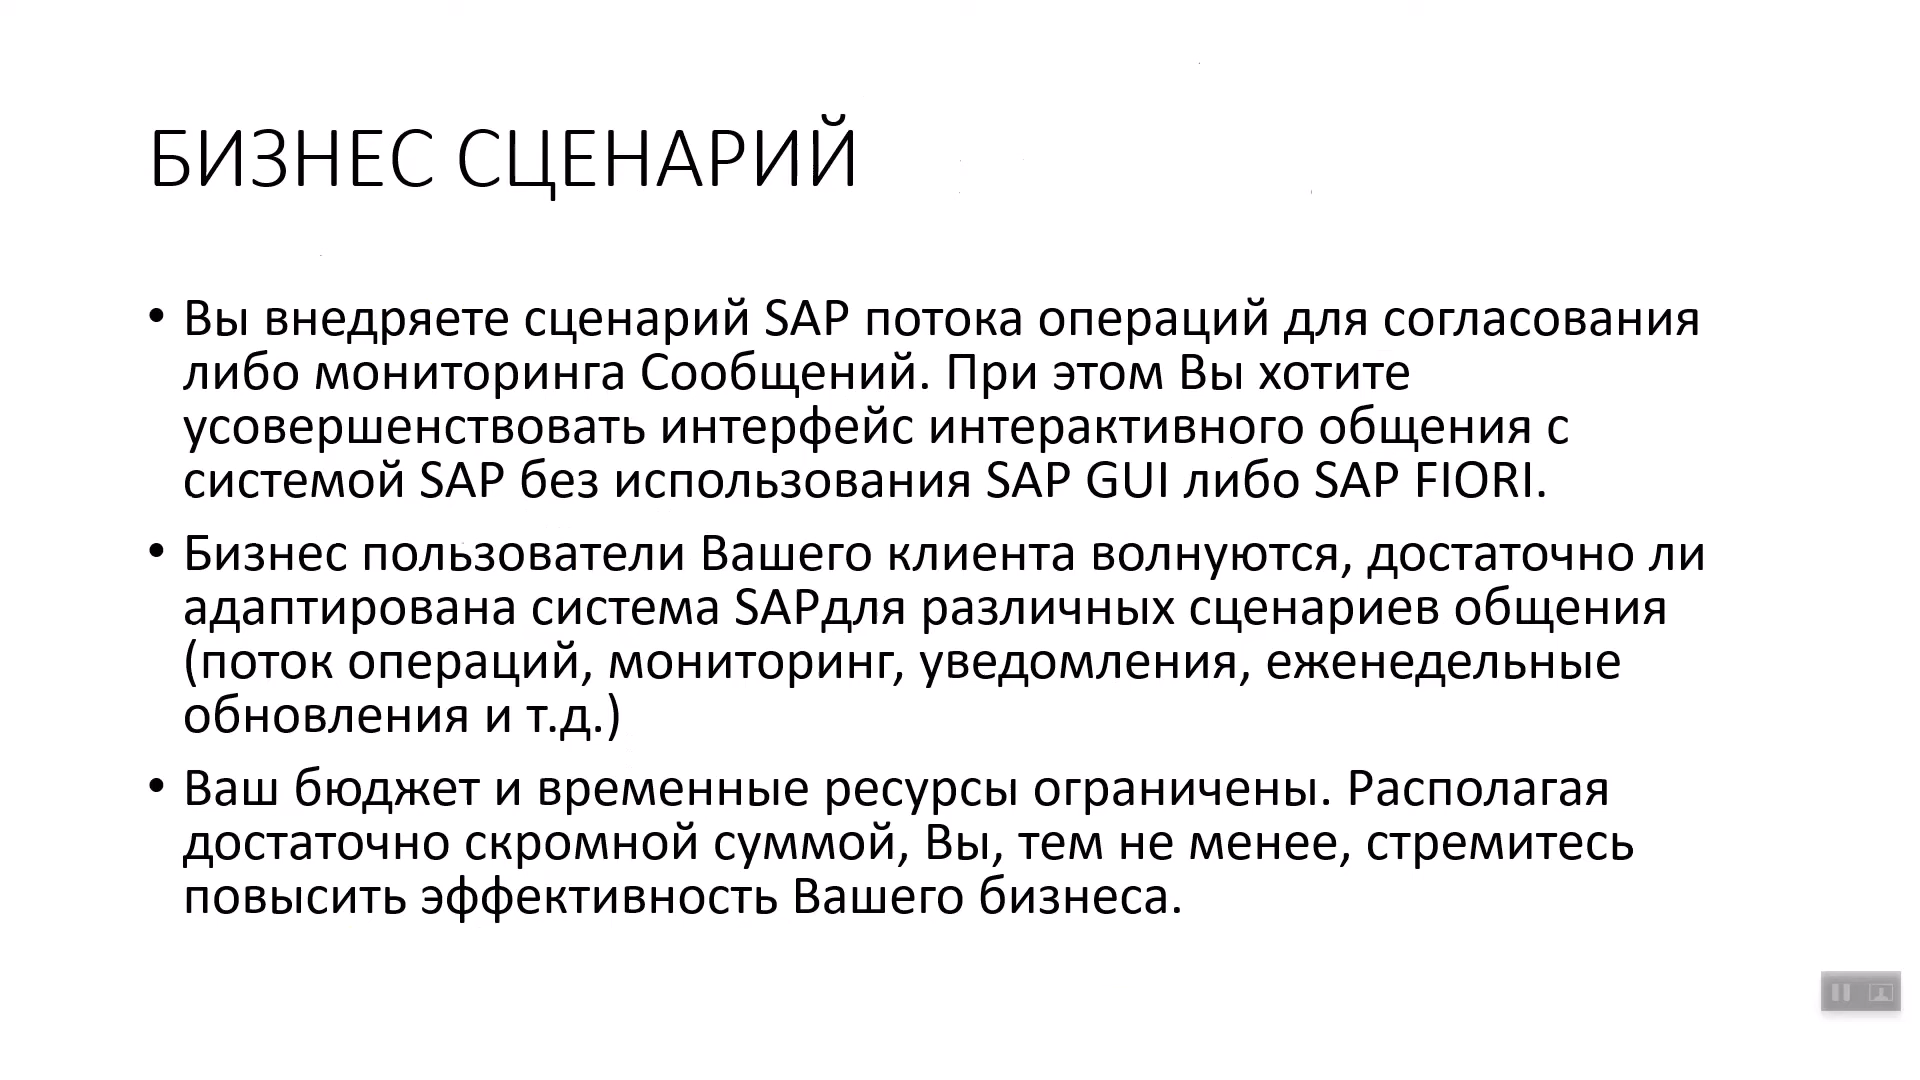 БИЗНЕС СЦЕНАРИЙ
• Вы внедряете сценарий SAP потока операций для согласования
либо мониторинга Сообщений. При этом Вы хотите
усовершенствовать интерфейс интерактивного общения с
системой SAP без использования SAP GUI либо SAP FIORI.
• Бизнес пользователи Вашего клиента волнуются, достаточно ли
адаптирована система SAPдля различных сценариев общения
(поток операций, мониторинг, уведомления, еженедельные
обновления и т.д.)
• Ваш бюджет и временные ресурсы ограничены. Располагая
достаточно скромной суммой, Вы, тем не менее, стремитесь
повысить эффективность Вашего бизнеса.